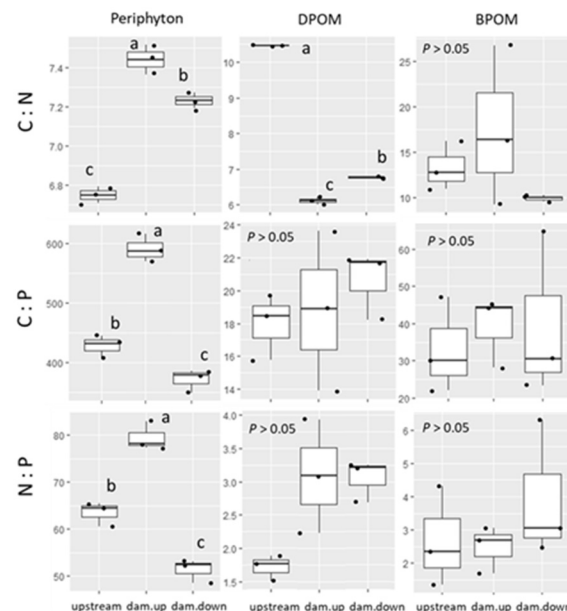 Periphyton DPOM BPOM
C : N
7.4
7.2
7.0
6.8
a
b
c
10
9
8
7
6
a
b
c
25
20
15
10
P > 0.05
C : P
600
500
400
a
b
c
24
22
20
18
16
14
P > 0.05
60
50
40
30
20
P > 0.05
N : P
80
70
60
50
a
b
c
4.0
3.5
3.0
2.5
2.0
1.5
P > 0.05
6
5
4
3
2
P > 0.05
upstream dam.up dam.down upstream dam.up dam.down upstream dam.up dam.down